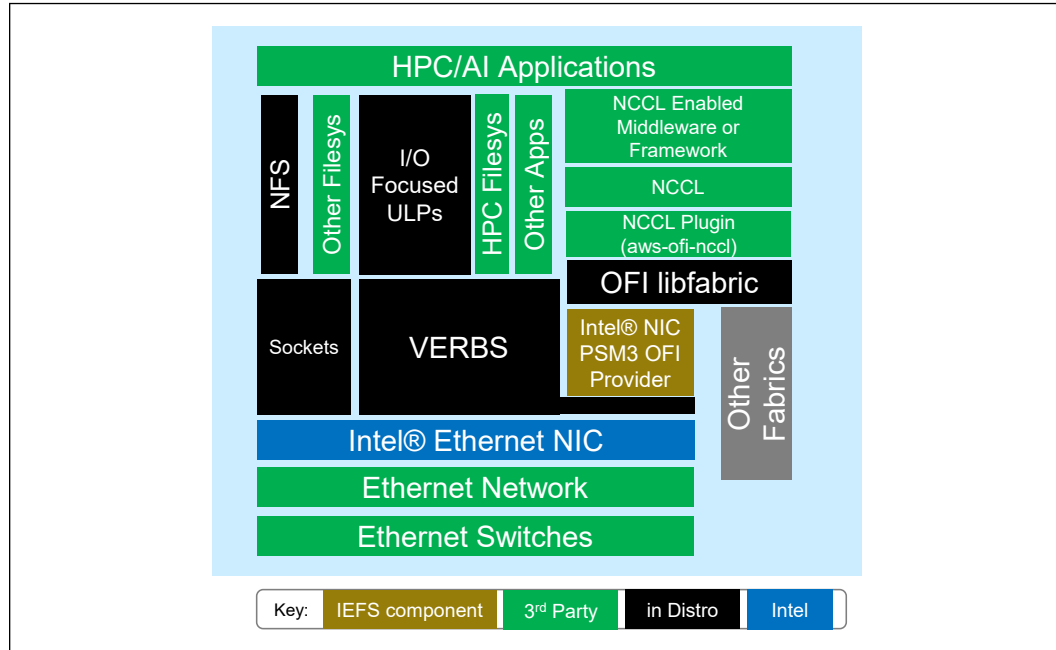 HPC/AI Applications
NFS
Other Filesys
I/O
Focused
ULPs
HPC Filesys
Other Apps
NCCL Enabled
Middleware or
Framework
NCCL
NCCL Plugin
(aws-ofi-nccl)
OFI libfabric
Sockets
VERBS
Intel® NIC
PSM3 OFI
Provider
Other
Fabrics
Intel® Ethernet NIC
Ethernet Network
Ethernet Switches
Key:
IEFS component
3rd Party
in Distro
Intel